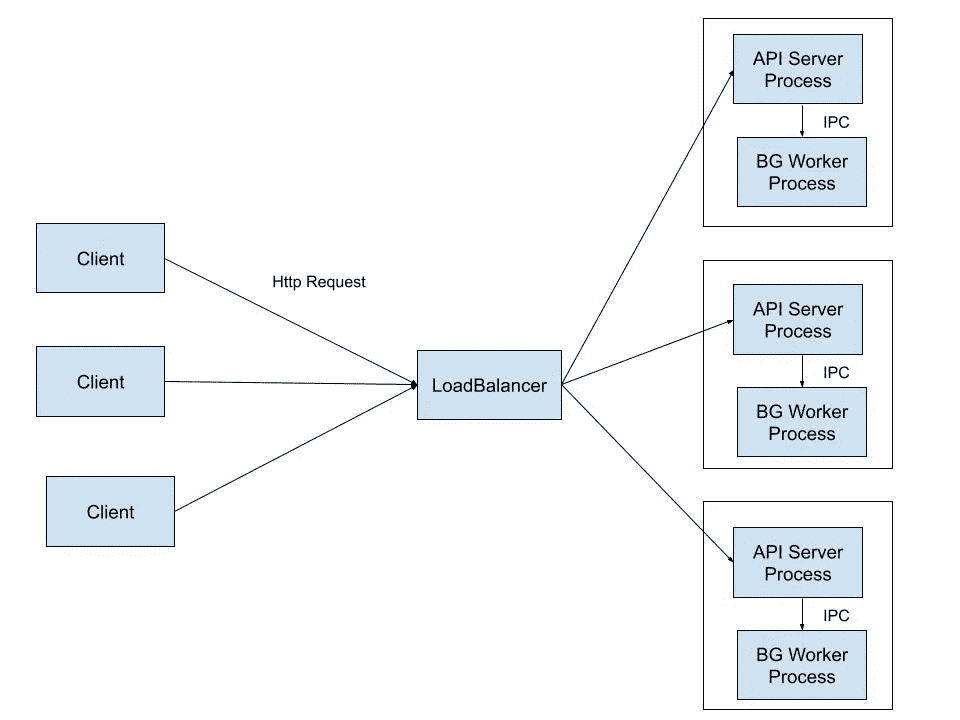 Client
Client
Client
Http Request
LoadBalancer
API Server
Process
IPC
BG Worker
Process
API Server
Process
IPC
BG Worker
Process
API Server
Process
IPC
BG Worker
Process